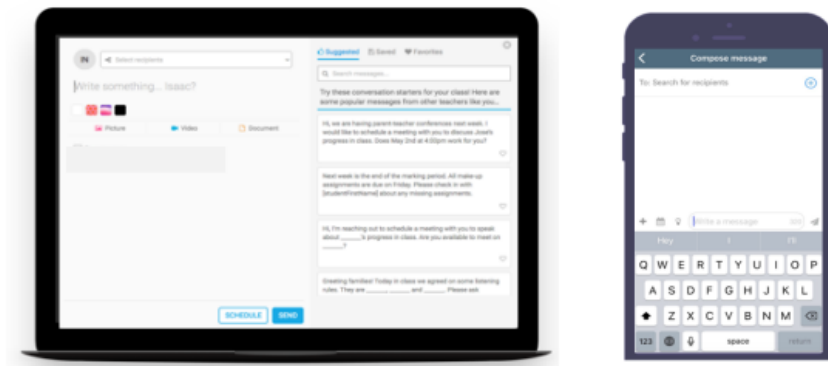 IN
Select recipients
Write something... Isaac?
Picture
Video
Document
Suggested
Saved
Favorites
Search messages...
Try these conversation starters for your class! Here are
some popular messages from other teachers like you...
Hi, we are having parent-teacher conferences next week. I
would like to schedule a meeting with you to discuss José's
progress in class. Does May 2nd at 4:00pm work for you?
Next week is the end of the marking period. All make-up
assignments are due on Friday. Please check in with
[studentFirstName] about any missing assignments.
Hi, I'm reaching out to schedule a meeting with you to speak
about ______'s progress in class. Are you available to meet on
______?
Greeting families! Today in class we agreed on some listening
rules. They are ______, ______ and ______. Please ask
SCHEDULE
SEND
Compose message
To: Search for recipients
Write a message
Hey
I
I'll
Q W E R T Y U I O P
A S D F G H J K L
Z X C V B N M
123
space
return